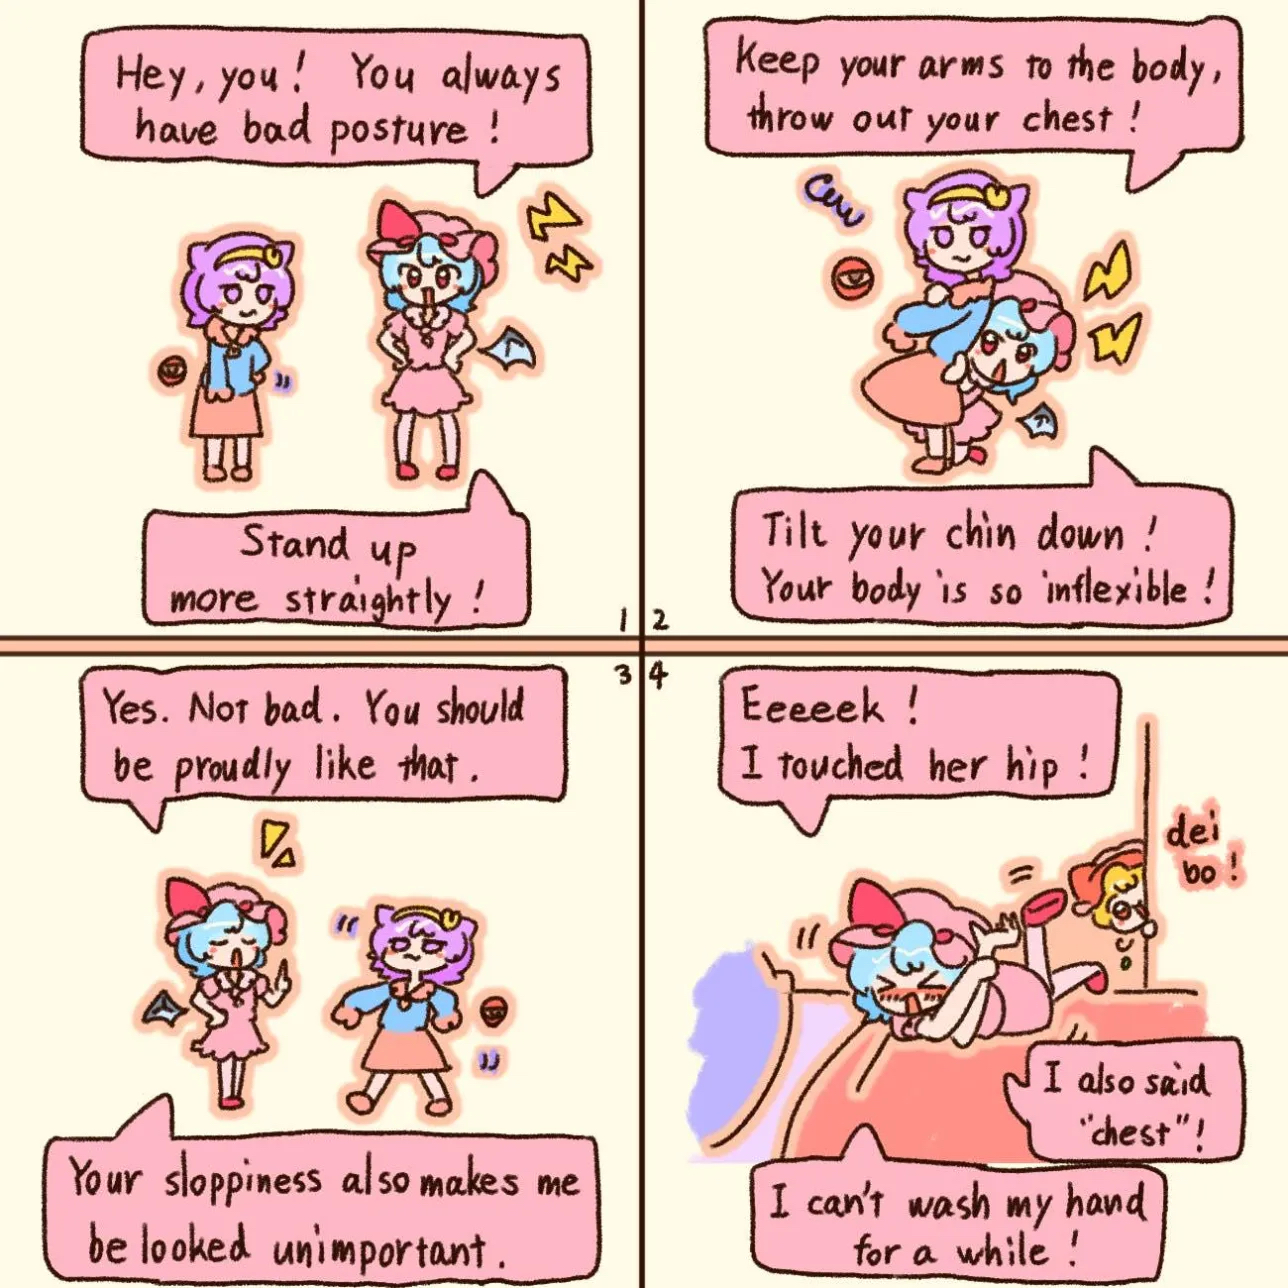 Hey, you! You always
have bad posture!
Stand up
more straightly!
1
Keep your arms to the body,
throw out your chest!
Tilt your chin down!
Your body is so inflexible!
2
Yes. Not bad. You should
be proudly like that.
Your sloppiness also makes me
be looked unimportant.
3
4
Eeeeek!
I touched her hip!
dei
bo!
I also said
"chest"!
I can't wash my hand
for a while!